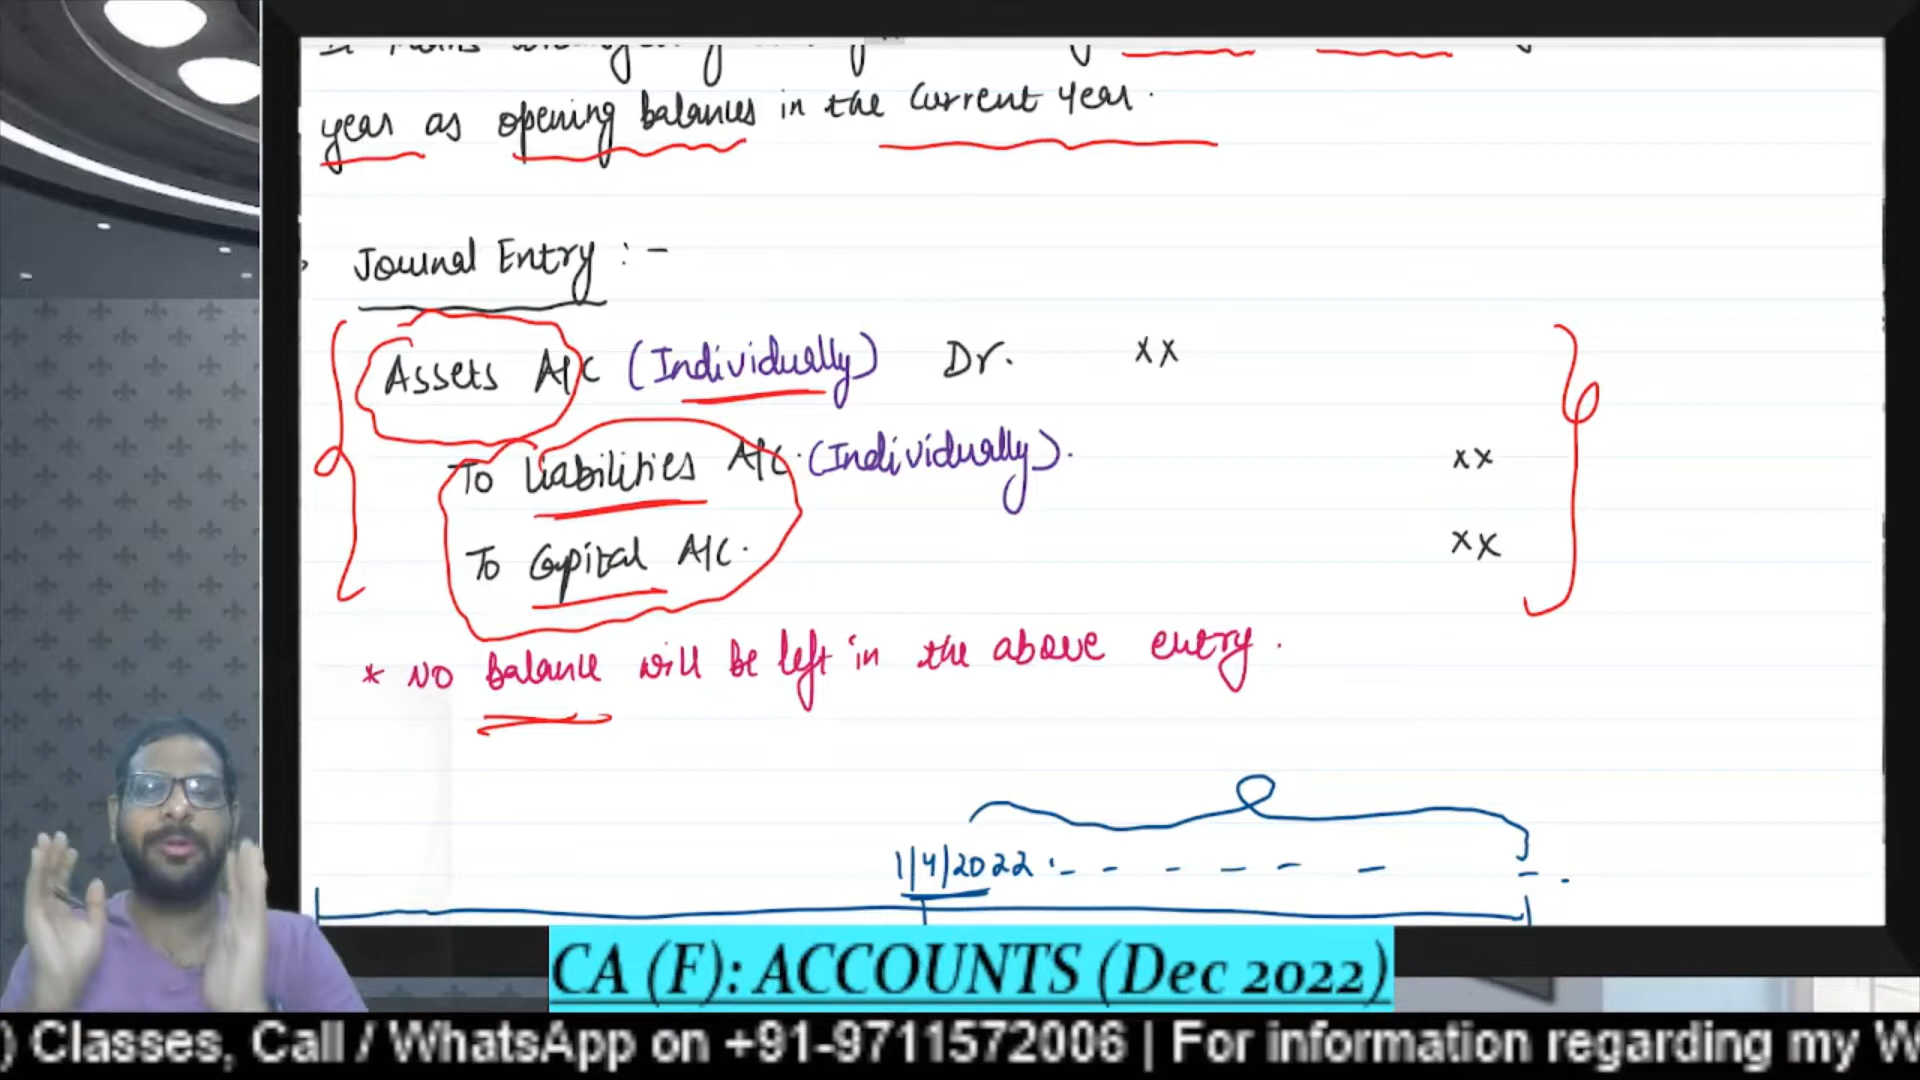 year as opening balances in the current year.
Journal Entry :-
Assets A/C (Individually) Dr. xx
To Liabilities A/C. (Individually). xx
To Capital A/C. xx
* NO balance will be left in the above entry.
1/4/2022
CA (F): ACCOUNTS (Dec 2022)
) Classes, Call / WhatsApp on +91-9711572006 | For information regarding my W